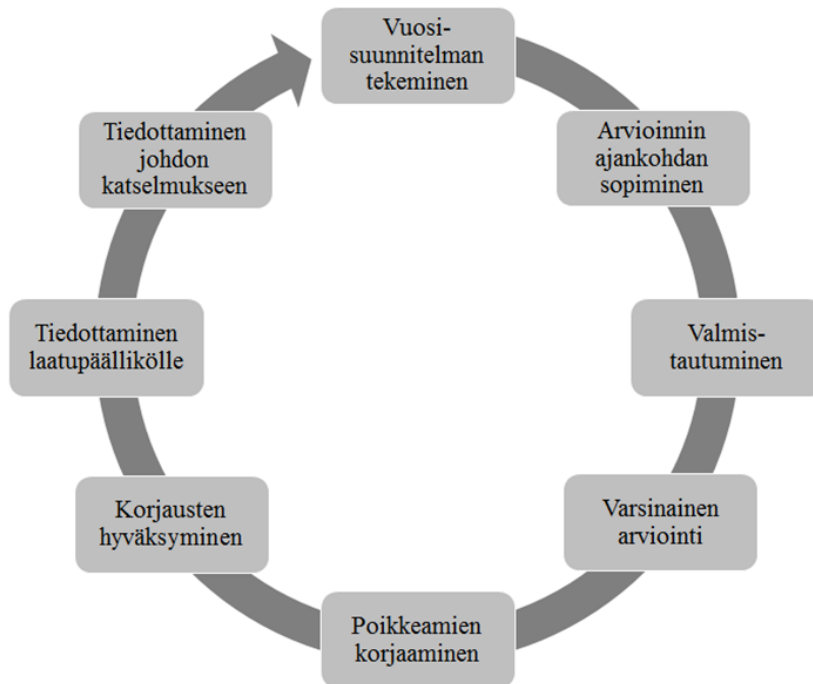 Vuosi-
suunnitelman
tekeminen
Arvioinnin
ajankohdan
sopiminen
Valmis-
tautuminen
Varsinainen
arviointi
Poikkeamien
korjaaminen
Korjausten
hyväksyminen
Tiedottaminen
laatupäällikölle
Tiedottaminen
johdon
katselmukseen